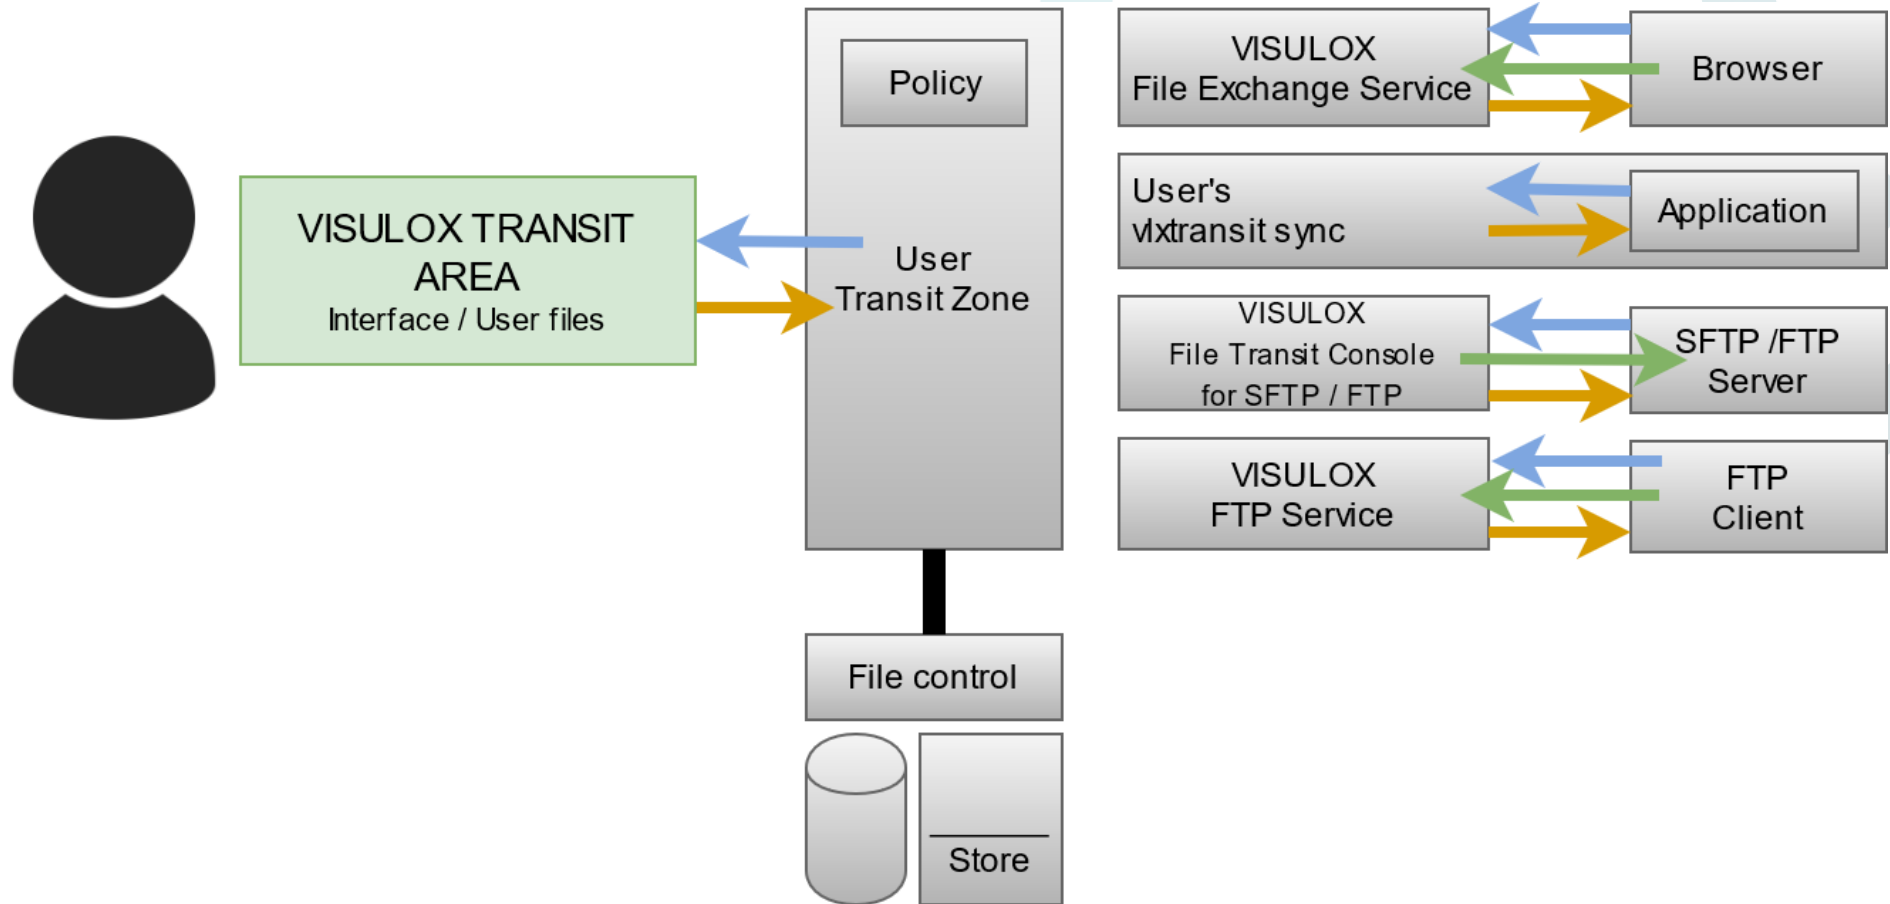 VISULOX TRANSIT
AREA
Interface / User files
Policy
User
Transit Zone
File control
Store
VISULOX
File Exchange Service
Browser
User's
vlxtransit sync
Application
VISULOX
File Transit Console
for SFTP / FTP
SFTP /FTP
Server
VISULOX
FTP Service
FTP
Client